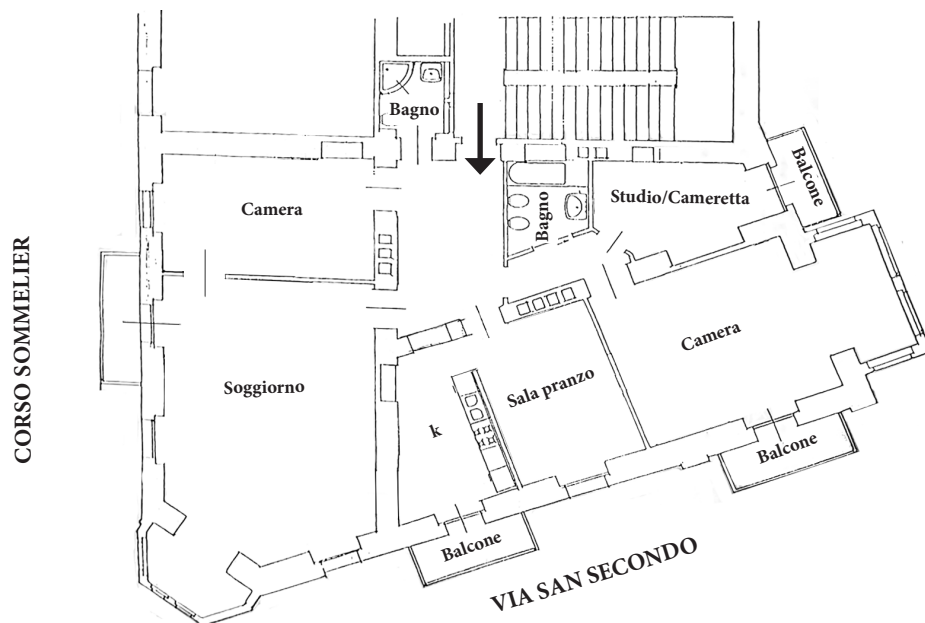 Bagno
Balcone
Camera
Bagno
Studio/Cameretta
CORSO SOMMELIER
Camera
Soggiorno
Sala pranzo
k
Balcone
Balcone
VIA SAN SECONDO